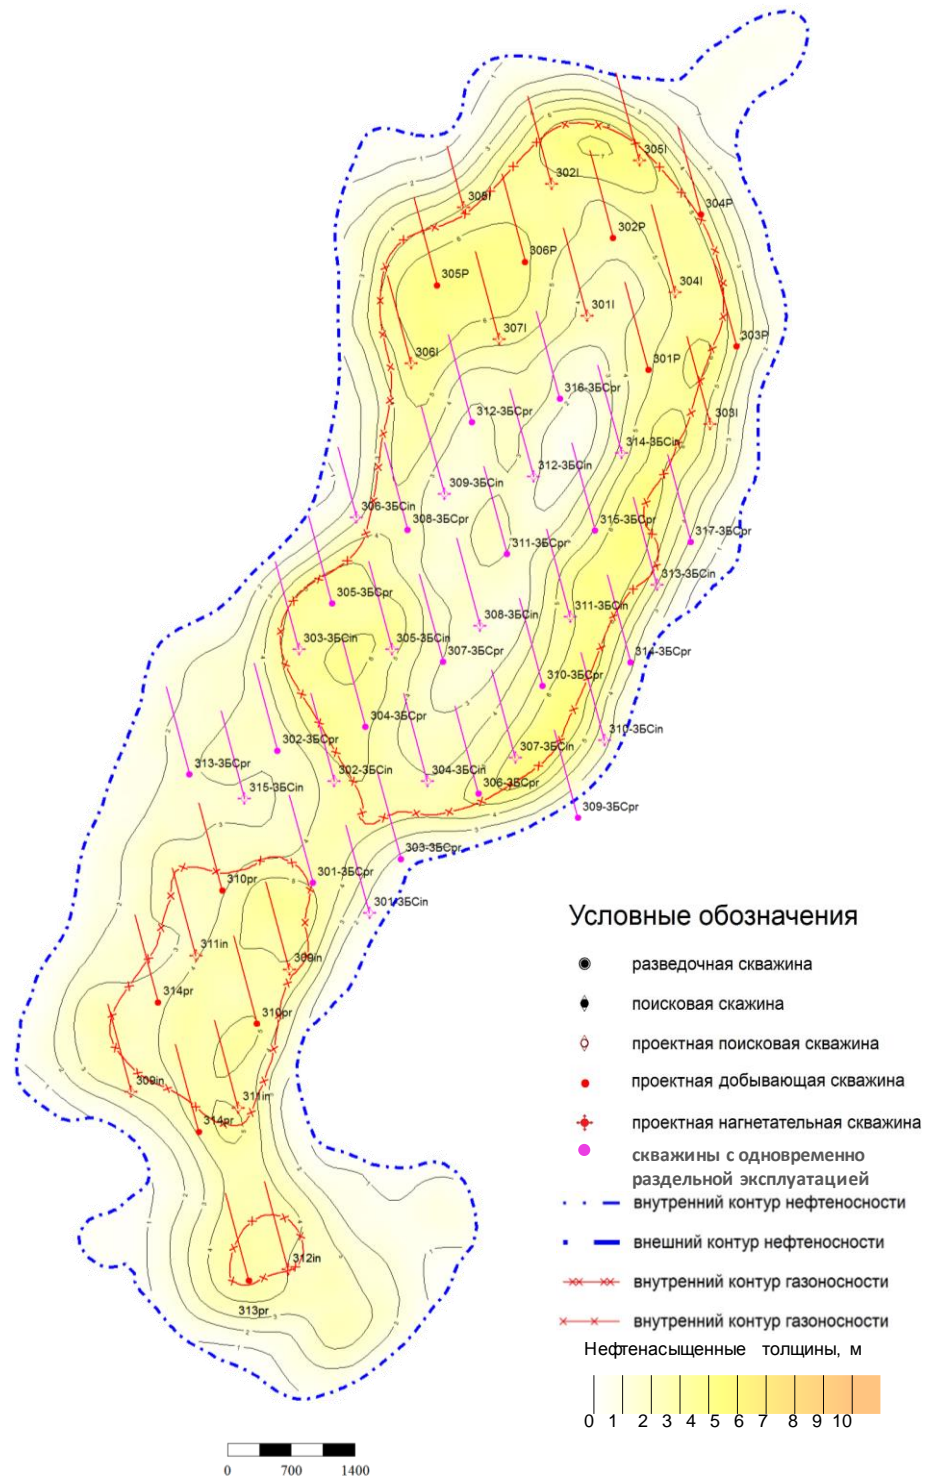 305I
302I
308I
304P
302P
306P
305P
304I
301I
307I
303P
306I
301P
316-3БСpr
312-3БСpr
303I
314-3БСin
312-3БСin
309-3БСin
306-3БСin
308-3БСpr
315-3БСpr
317-3БСpr
311-3БСpr
313-3БСin
305-3БСpr
311-3БСin
308-3БСin
303-3БСin
305-3БСin
307-3БСpr
314-3БСpr
310-3БСpr
304-3БСpr
310-3БСin
302-3БСpr
307-3БСin
313-3БСpr
302-3БСin
304-3БСin
306-3БСpr
315-3БСin
309-3БСpr
303-3БСpr
301-3БСpr
310pr
301-3БСin
311in
309in
314pr
310pr
309in
311in
314pr
312in
313pr
Условные обозначения
разведочная скважина
поисковая скажина
проектная поисковая скважина
проектная добывающая скважина
проектная нагнетательная скважина
скважины с одновременно
раздельной эксплуатацией
внутренний контур нефтеносности
внешний контур нефтеносности
внутренний контур газоносности
внутренний контур газоносности
Нефтенасыщенные толщины, м
0 1 2 3 4 5 6 7 8 9 10
0 700 1400